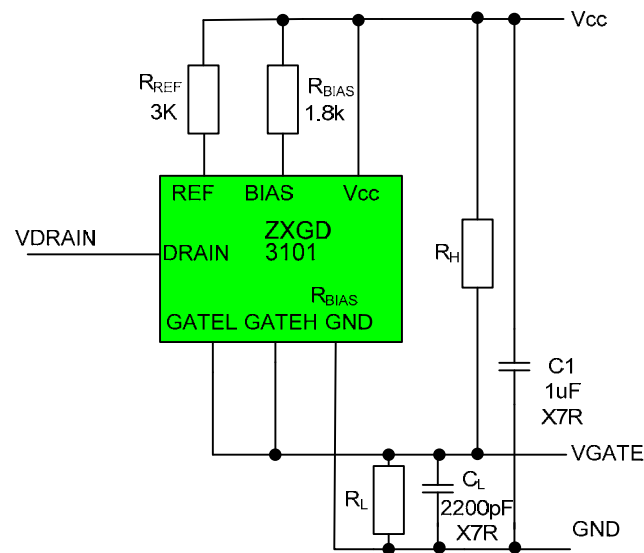 Vcc
RREF
3K
RBIAS
1.8k
REF BIAS Vcc
VDRAIN
DRAIN
ZXGD
3101
RH
RBIAS
GATEL GATEH GND
C1
1uF
X7R
VGATE
RL
CL
2200pF
X7R
GND